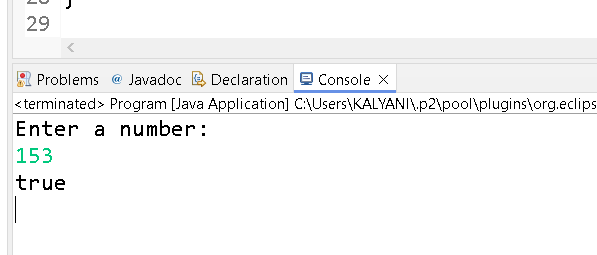 28 }
29
Problems @ Javadoc Declaration Console
<terminated> Program [Java Application] C:\Users\KALYANI\.p2\pool\plugins\org.eclips
Enter a number:
153
true